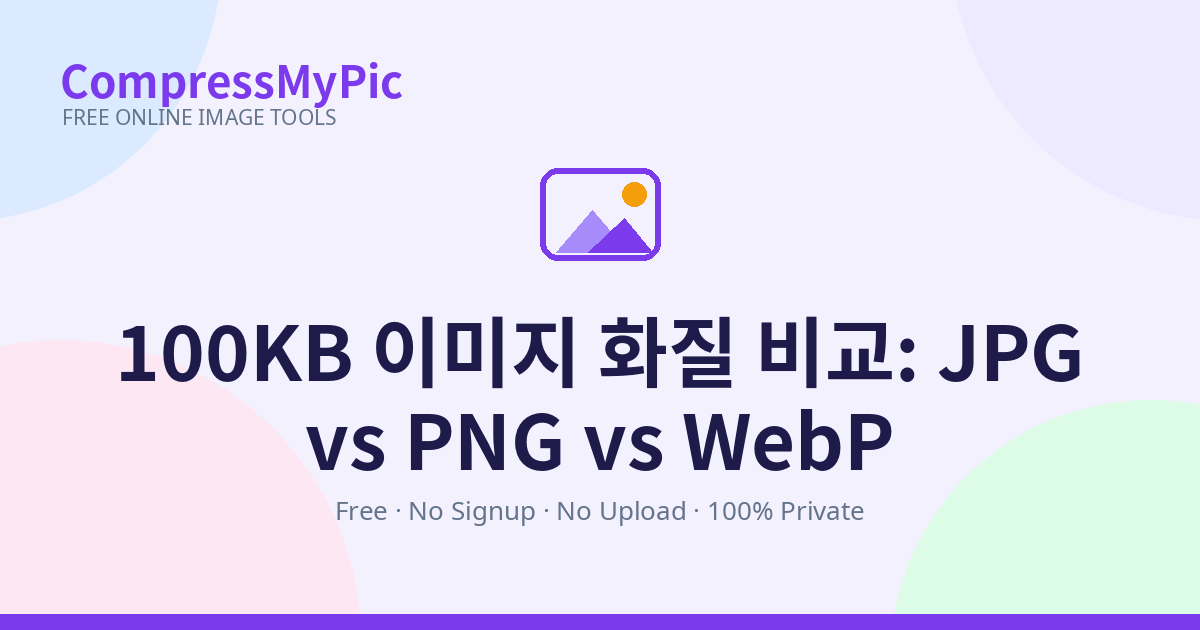 CompressMyPic
FREE ONLINE IMAGE TOOLS
100KB 이미지 화질 비교: JPG
vs PNG vs WebP
Free · No Signup · No Upload · 100% Private